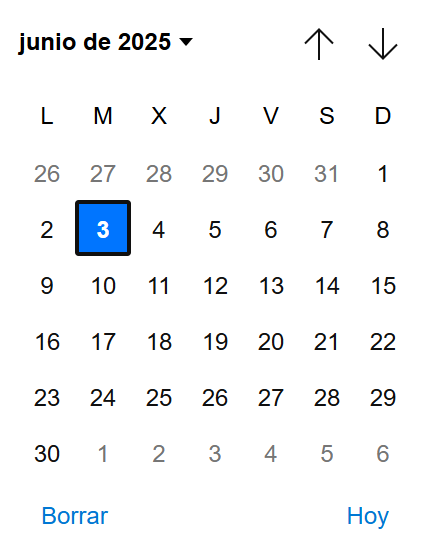 junio de 2025
L M X J V S D
26 27 28 29 30 31 1
2 3 4 5 6 7 8
9 10 11 12 13 14 15
16 17 18 19 20 21 22
23 24 25 26 27 28 29
30 1 2 3 4 5 6
Borrar Hoy